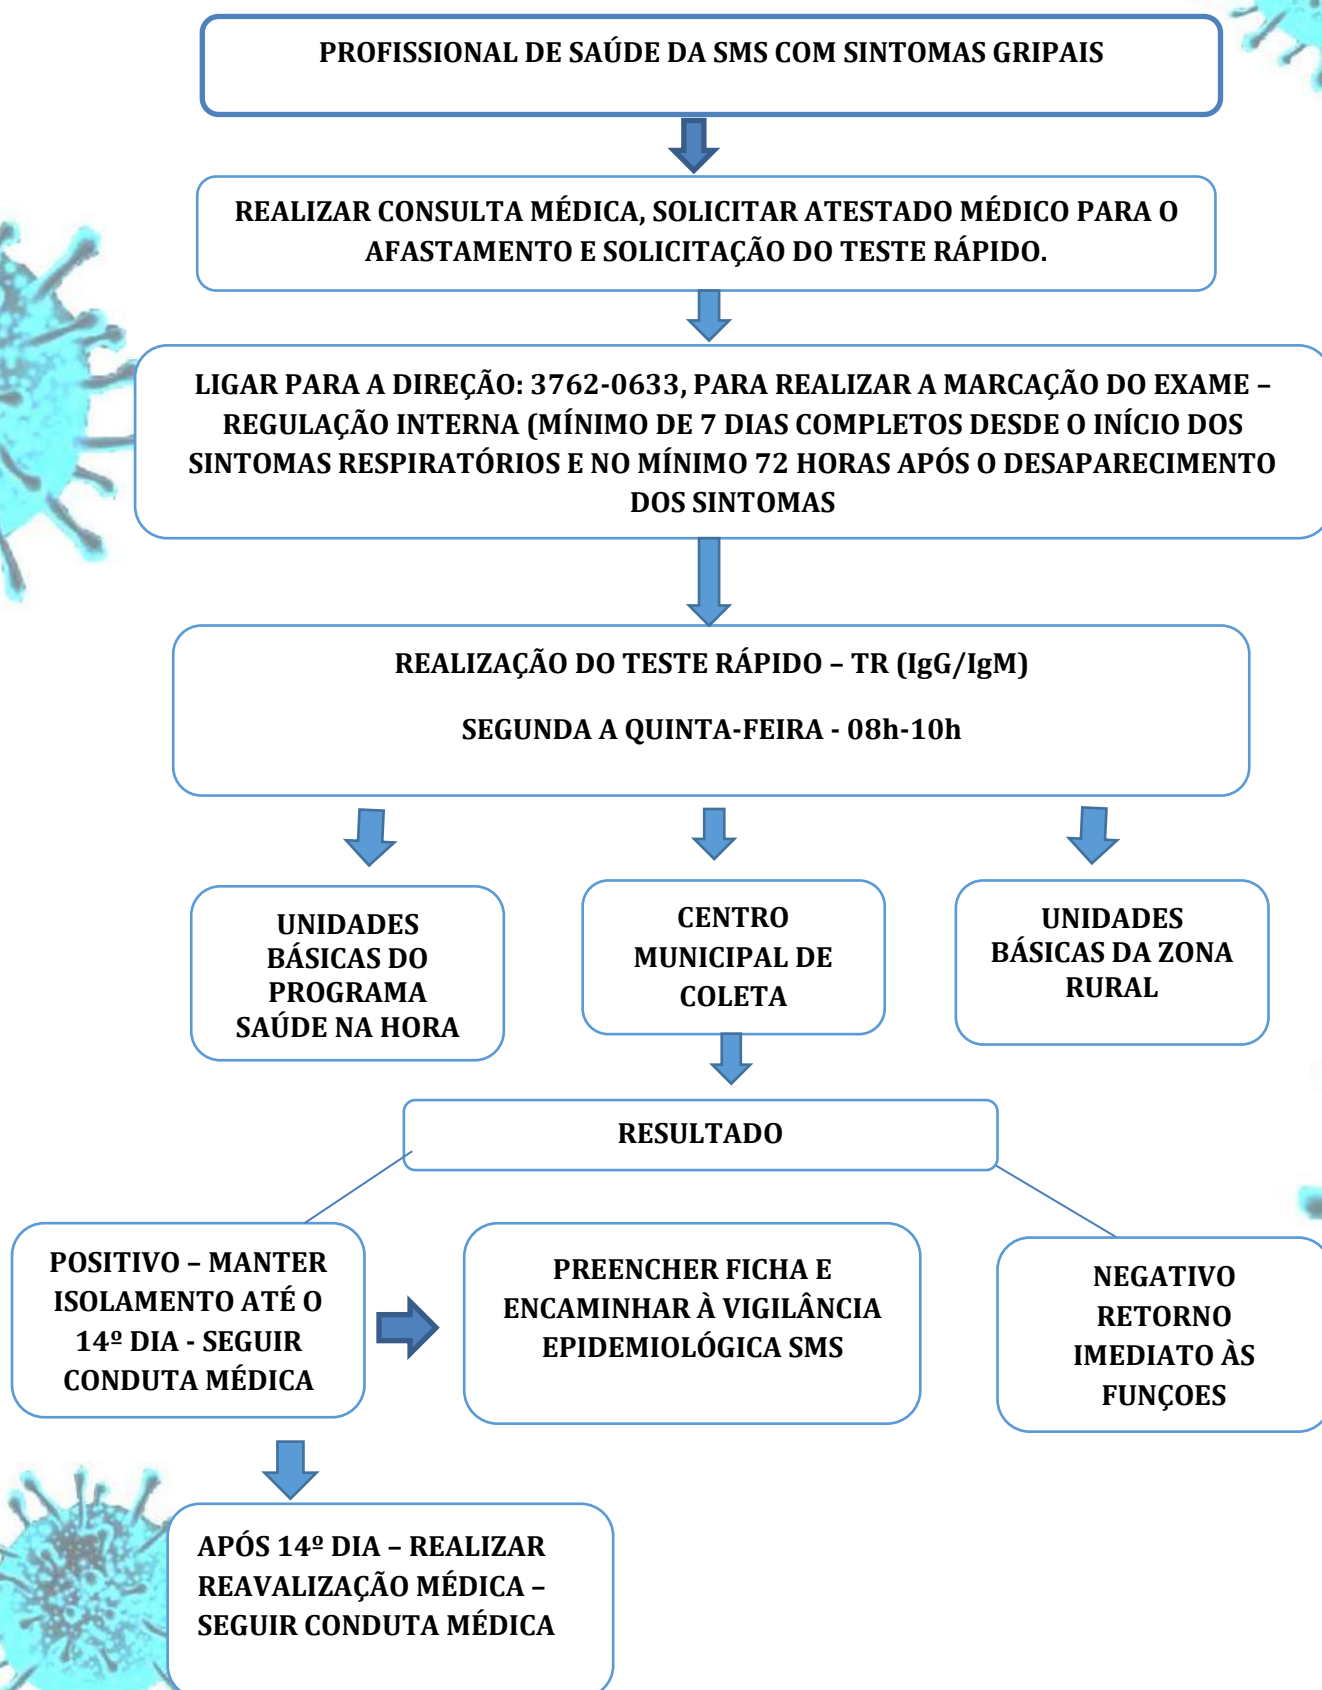 PROFISSIONAL DE SAÚDE DA SMS COM SINTOMAS GRIPAIS
REALIZAR CONSULTA MÉDICA, SOLICITAR ATESTADO MÉDICO PARA O
AFASTAMENTO E SOLICITAÇÃO DO TESTE RÁPIDO.
LIGAR PARA A DIREÇÃO: 3762-0633, PARA REALIZAR A MARCAÇÃO DO EXAME –
REGULAÇÃO INTERNA (MÍNIMO DE 7 DIAS COMPLETOS DESDE O INÍCIO DOS
SINTOMAS RESPIRATÓRIOS E NO MÍNIMO 72 HORAS APÓS O DESAPARECIMENTO
DOS SINTOMAS
REALIZAÇÃO DO TESTE RÁPIDO – TR (IgG/IgM)
SEGUNDA A QUINTA-FEIRA - 08h-10h
UNIDADES
BÁSICAS DO
PROGRAMA
SAÚDE NA HORA
CENTRO
MUNICIPAL DE
COLETA
UNIDADES
BÁSICAS DA ZONA
RURAL
RESULTADO
POSITIVO – MANTER
ISOLAMENTO ATÉ O
14º DIA - SEGUIR
CONDUTA MÉDICA
PREENCHER FICHA E
ENCAMINHAR À VIGILÂNCIA
EPIDEMIOLÓGICA SMS
NEGATIVO
RETORNO
IMEDIATO ÀS
FUNÇOES
APÓS 14º DIA – REALIZAR
REAVALIZAÇÃO MÉDICA –
SEGUIR CONDUTA MÉDICA